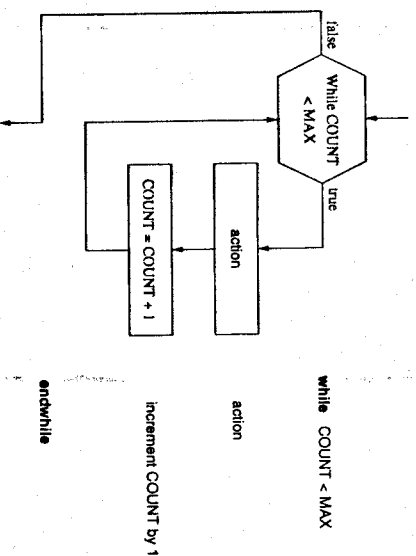 false
While COUNT
< MAX
true
action
COUNT = COUNT + 1
while COUNT < MAX
action
increment COUNT by 1
endwhile